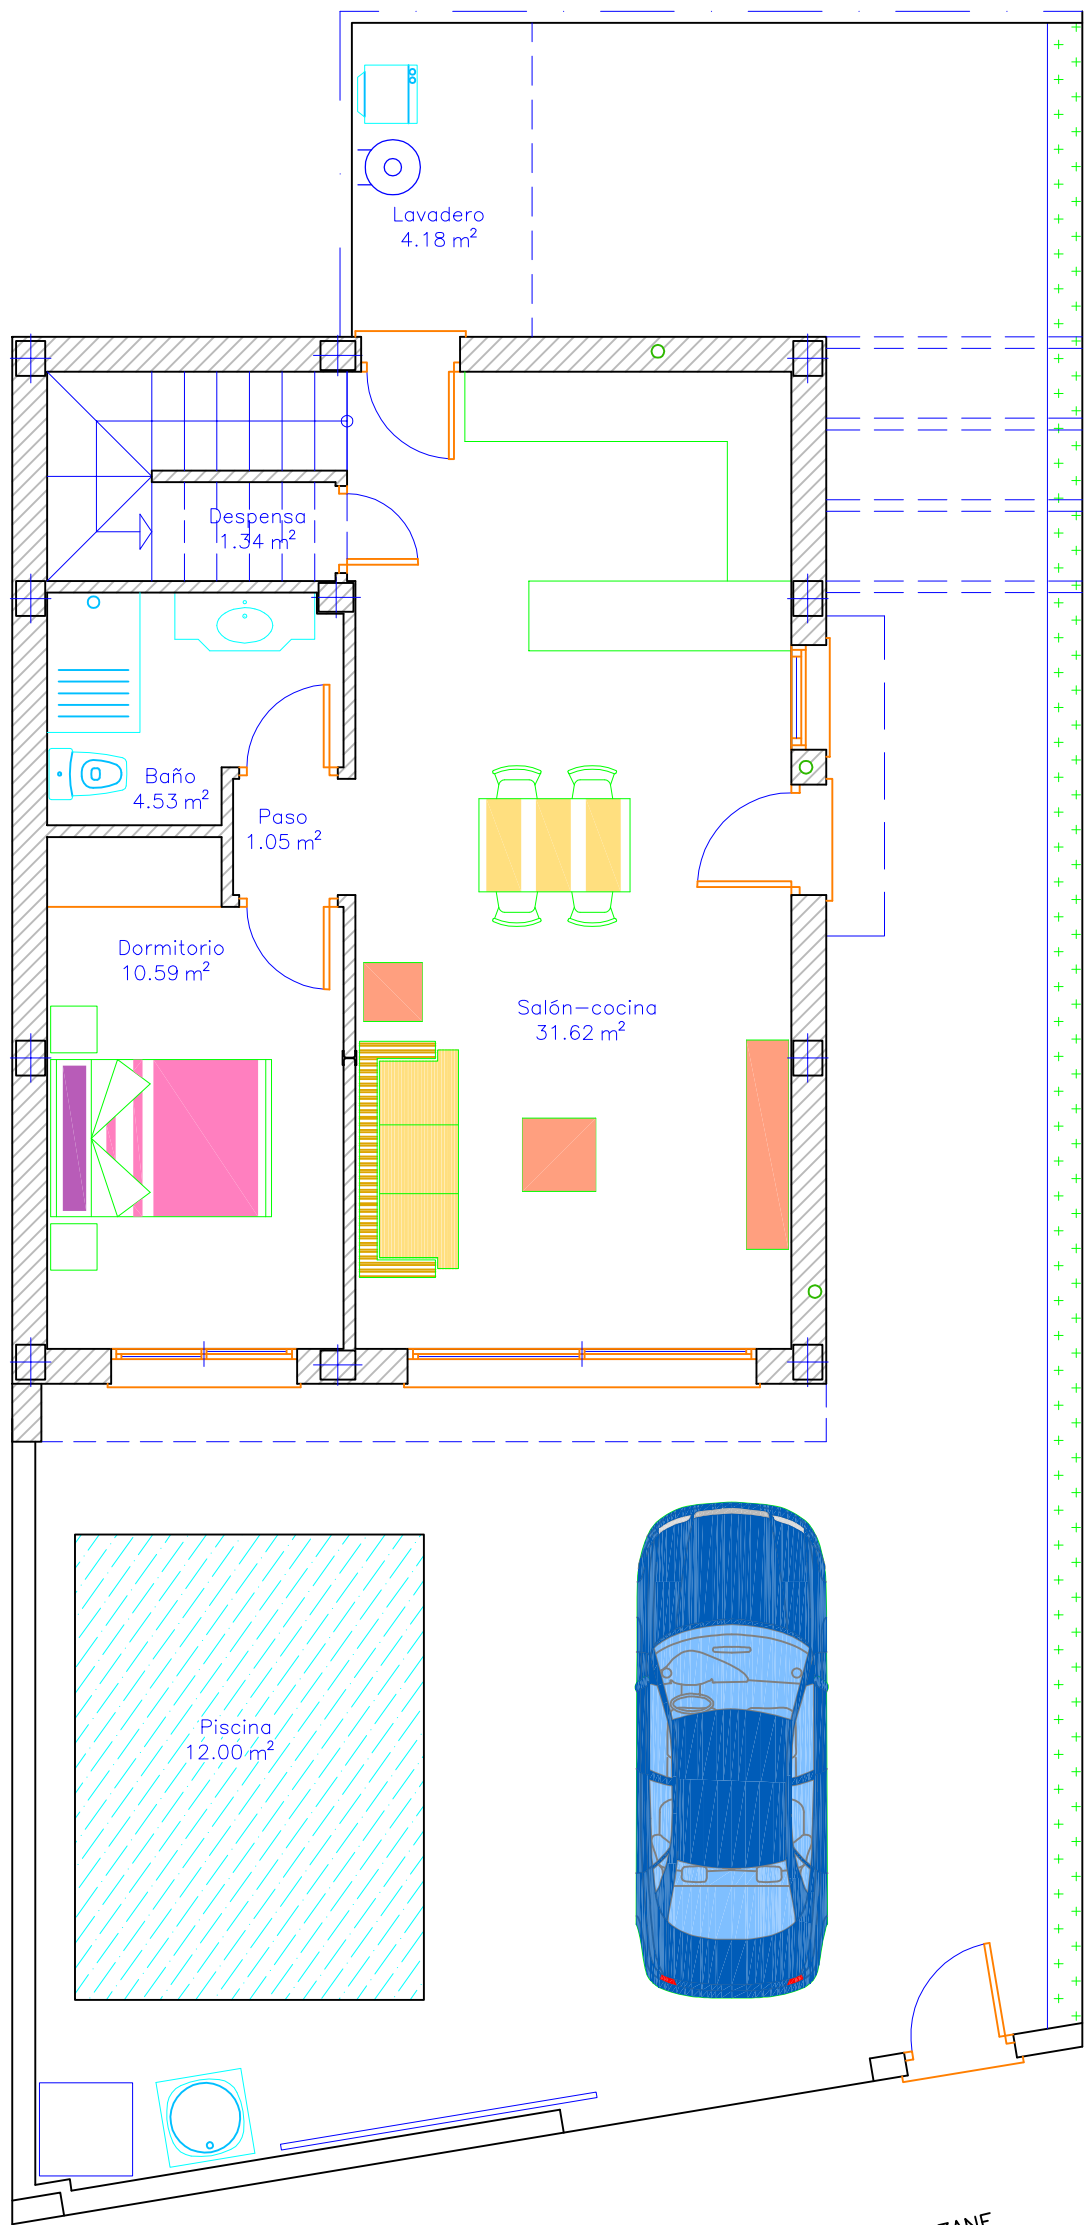 Lavadero
4.18 m²
Despensa
1.34 m²
Baño
4.53 m²
Paso
1.05 m²
Dormitorio
10.59 m²
Salón-cocina
31.62 m²
Piscina
12.00 m²